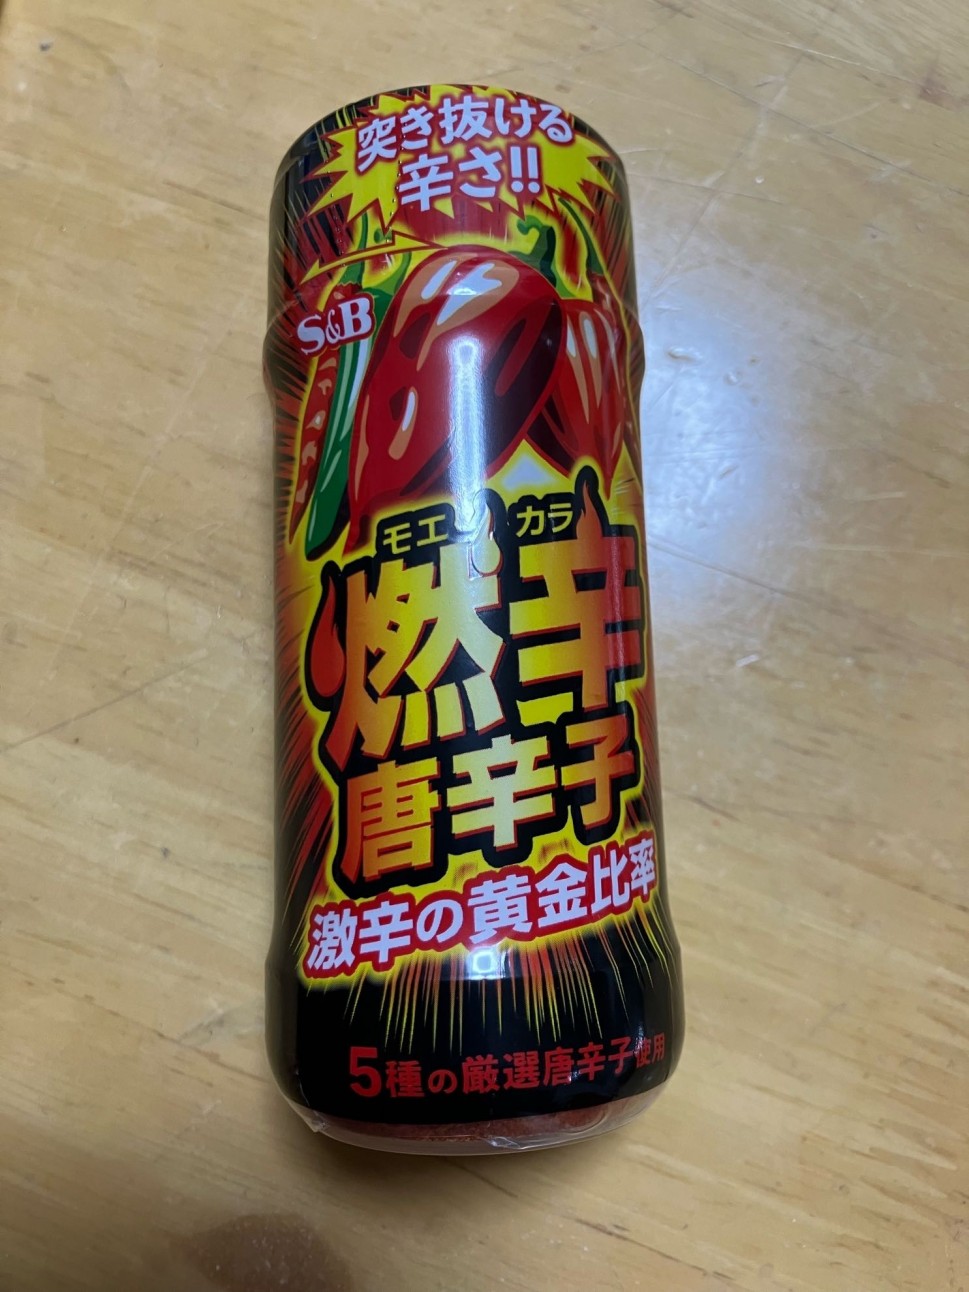 突き抜ける
辛さ!!
S&B
モエ カラ
燃辛
唐辛子
激辛の黄金比率
5種の厳選唐辛子使用